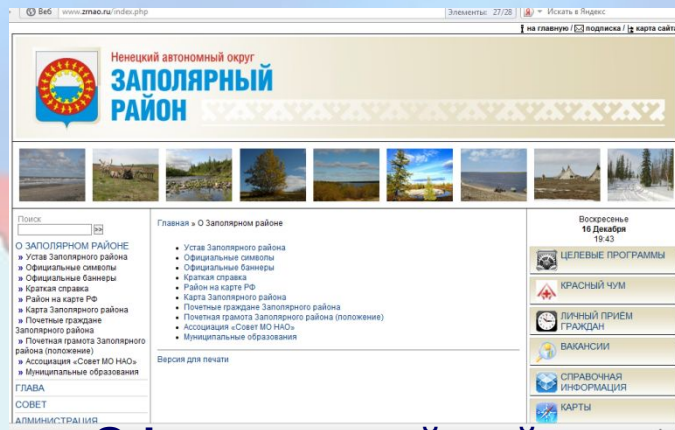 Веб www.zrnao.ru/index.php Элементы: 27/28 Искать в Яндекс
на главную / подписка / карта сайта
Ненецкий автономный округ
ЗАПОЛЯРНЫЙ
РАЙОН
Поиск
О ЗАПОЛЯРНОМ РАЙОНЕ
» Устав Заполярного района
» Официальные символы
» Официальные баннеры
» Краткая справка
» Район на карте РФ
» Карта Заполярного района
» Почетные граждане
Заполярного района
» Почетная грамота Заполярного
района (положение)
» Ассоциация «Совет МО НАО»
» Муниципальные образования
ГЛАВА
СОВЕТ
АДМИНИСТРАЦИЯ
Главная » О Заполярном районе
• Устав Заполярного района
• Официальные символы
• Официальные баннеры
• Краткая справка
• Район на карте РФ
• Карта Заполярного района
• Почетные граждане Заполярного района
• Почетная грамота Заполярного района (положение)
• Ассоциация «Совет МО НАО»
• Муниципальные образования
Версия для печати
Воскресенье
16 Декабря
19:43
ЦЕЛЕВЫЕ ПРОГРАММЫ
КРАСНЫЙ ЧУМ
ЛИЧНЫЙ ПРИЁМ
ГРАЖДАН
ВАКАНСИИ
СПРАВОЧНАЯ
ИНФОРМАЦИЯ
КАРТЫ